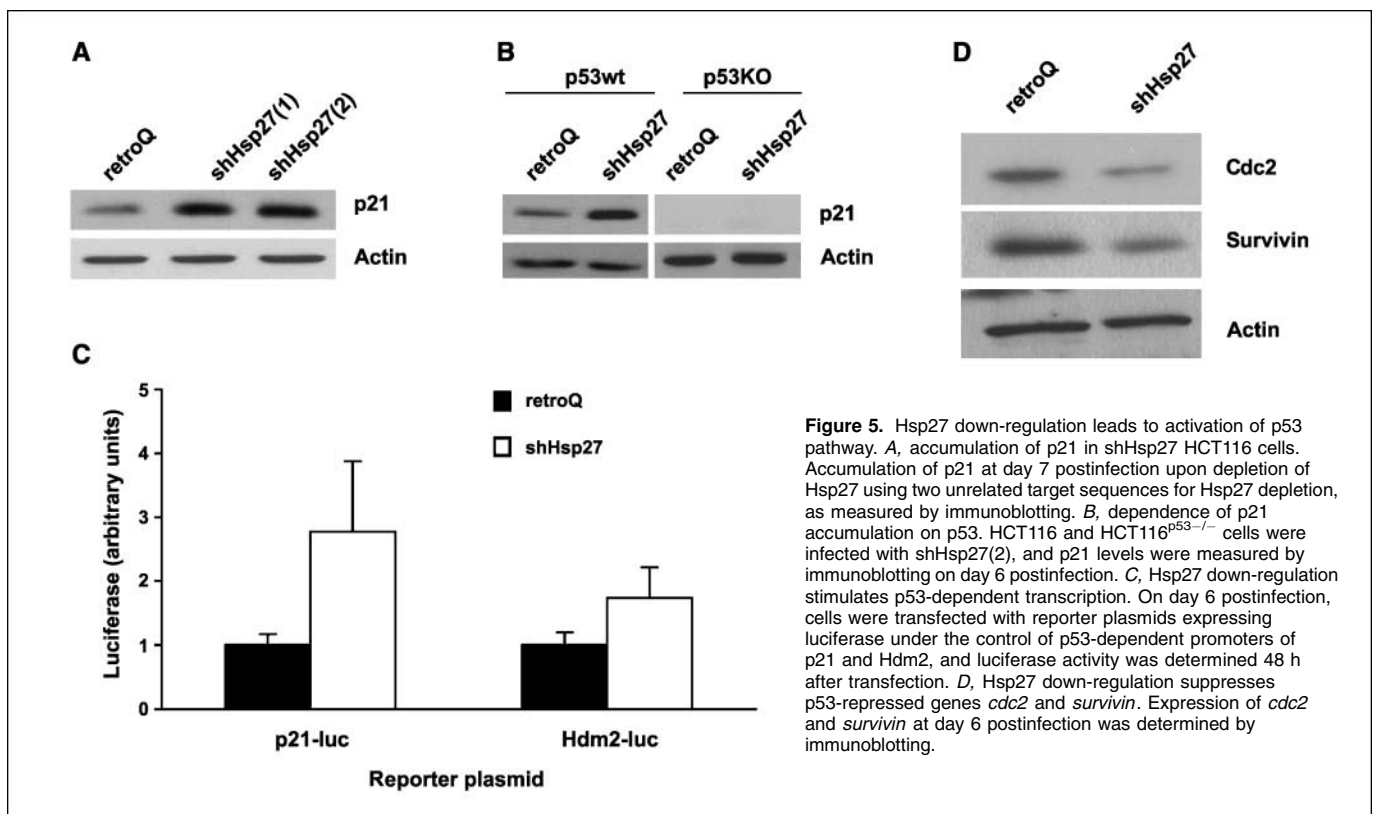 A
retroQ
shHsp27(1)
shHsp27(2)
p21
Actin
B
p53wt
p53KO
retroQ
shHsp27
retroQ
shHsp27
p21
Actin
D
retroQ
shHsp27
Cdc2
Survivin
Actin
C
Luciferase (arbitrary units)
5
4
3
2
1
0
retroQ
shHsp27
p21-luc
Hdm2-luc
Reporter plasmid
Figure 5. Hsp27 down-regulation leads to activation of p53
pathway. A, accumulation of p21 in shHsp27 HCT116 cells.
Accumulation of p21 at day 7 postinfection upon depletion of
Hsp27 using two unrelated target sequences for Hsp27 depletion,
as measured by immunoblotting. B, dependence of p21
accumulation on p53. HCT116 and HCT116p53−/− cells were
infected with shHsp27(2), and p21 levels were measured by
immunoblotting on day 6 postinfection. C, Hsp27 down-regulation
stimulates p53-dependent transcription. On day 6 postinfection,
cells were transfected with reporter plasmids expressing
luciferase under the control of p53-dependent promoters of
p21 and Hdm2, and luciferase activity was determined 48 h
after transfection. D, Hsp27 down-regulation suppresses
p53-repressed genes cdc2 and survivin. Expression of cdc2
and survivin at day 6 postinfection was determined by
immunoblotting.